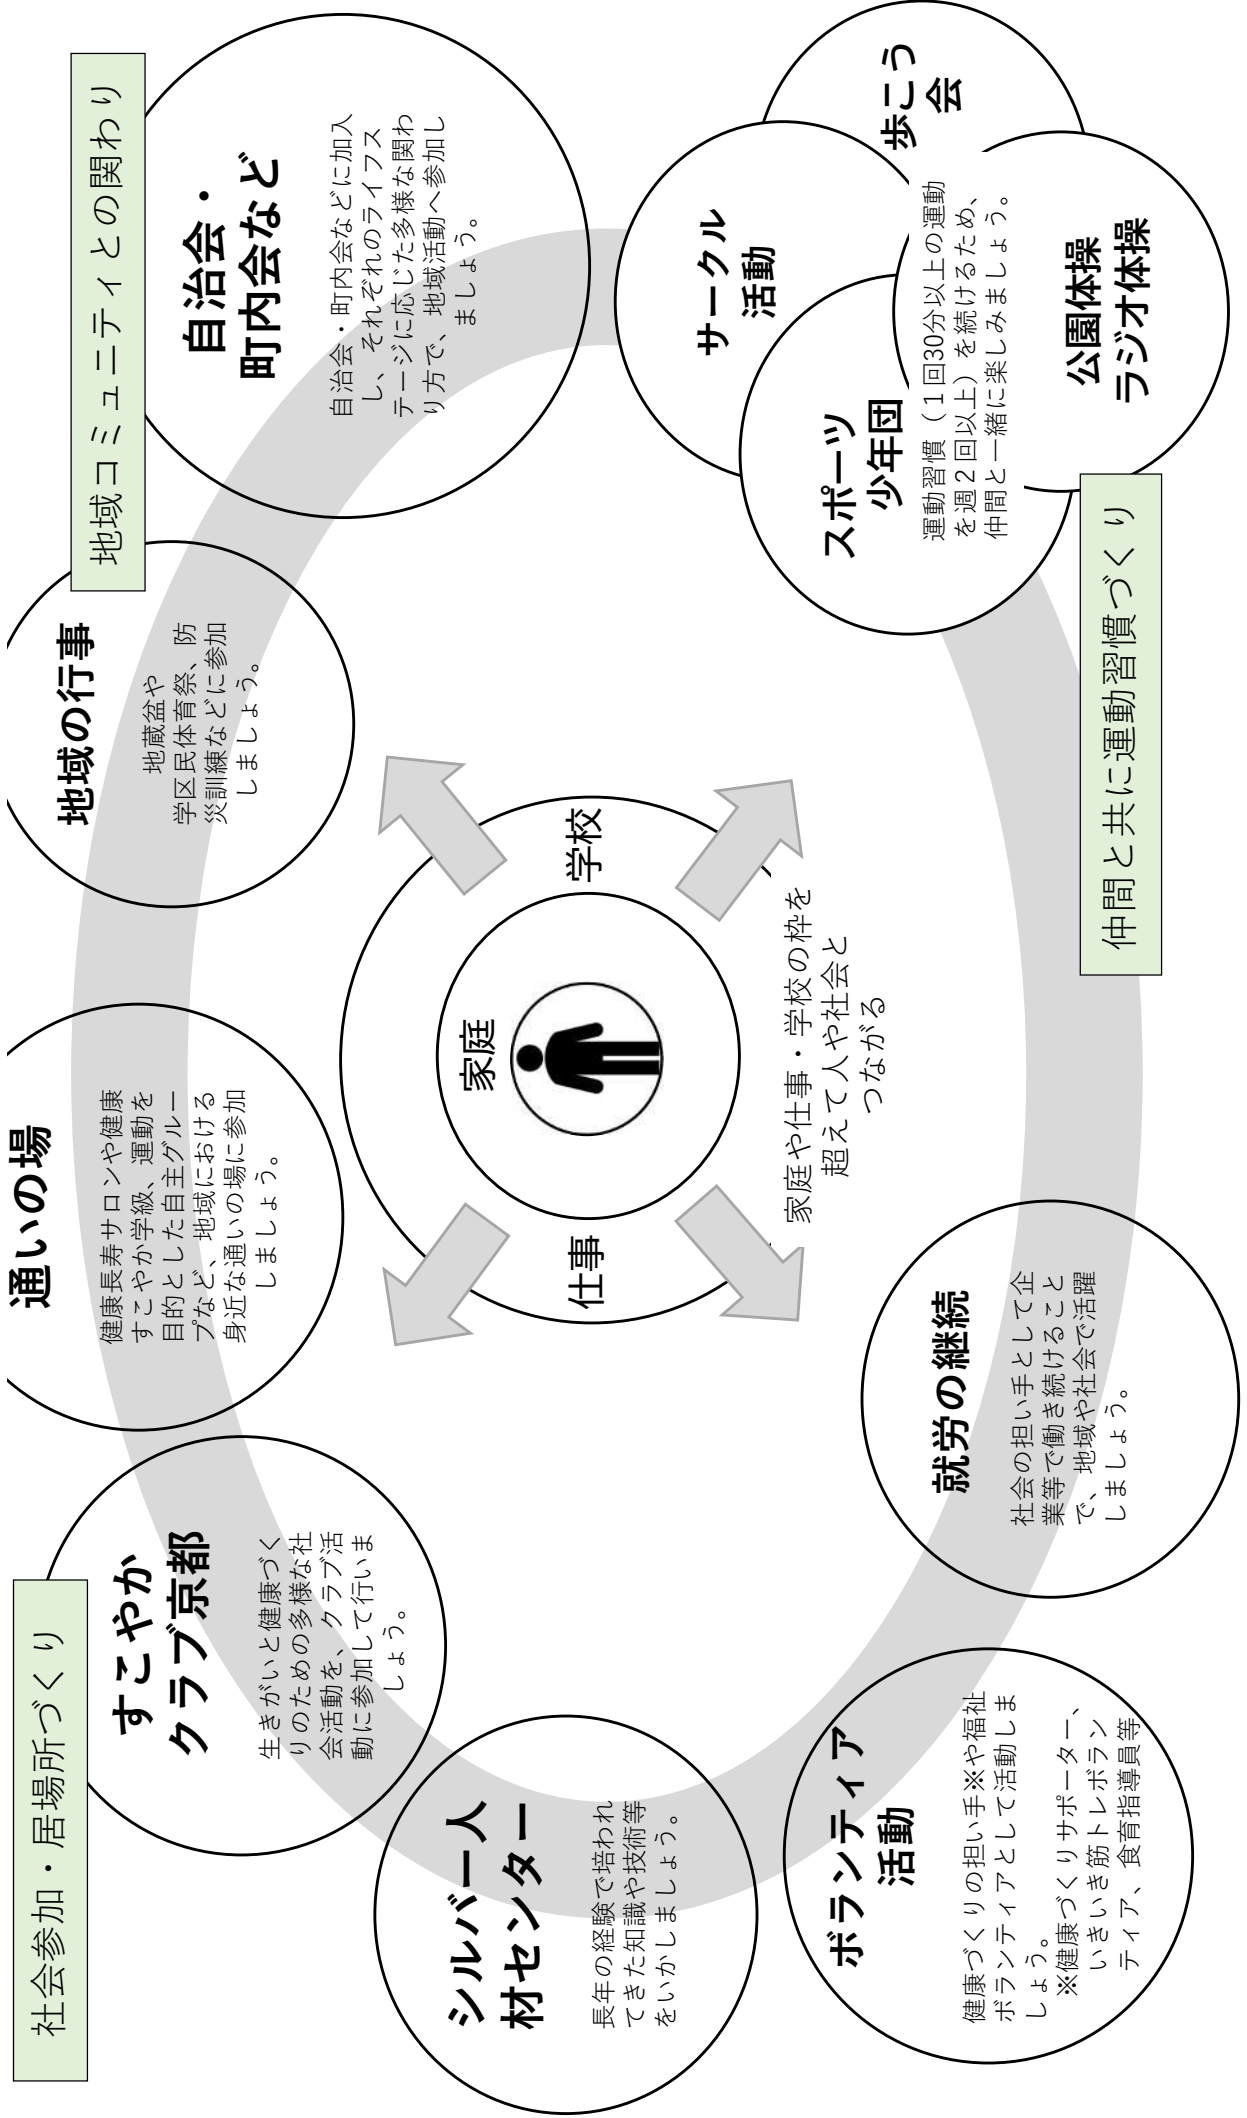 社会参加・居場所づくり
すこやか
クラブ京都
生きがいと健康づく
りのための多様な社
会活動を、クラブ活
動に参加して行いま
しょう。
通いの場
健康長寿サロンや健康
すこやか学級、運動を
目的とした自主グルー
プなど、地域における
身近な通いの場に参加
しましょう。
地域コミュニティとの関わり
地域の行事
地蔵盆や
学区民体育祭、防
災訓練などに参加
しましょう。
自治会・
町内会など
自治会・町内会などに加入
し、それぞれのライフス
テージに応じた多様な関わ
り方で、地域活動へ参加し
ましょう。
シルバー人
材センター
長年の経験で培われ
てきた知識や技術等
をいかしましょう。
家庭
仕事
学校
家庭や仕事・学校の枠を
超えて人や社会と
つながる
ボランティア
活動
健康づくりの担い手※や福祉
ボランティアとして活動しま
しょう。
※健康づくりサポーター、
いきいき筋トレボラン
ティア、食育指導員等
就労の継続
社会の担い手として企
業等で働き続けること
で、地域や社会で活躍
しましょう。
サークル
活動
歩こう
会
スポーツ
少年団
運動習慣（１回30分以上の運動
を週２回以上）を続けるため、
仲間と一緒に楽しみましょう。
公園体操
ラジオ体操
仲間と共に運動習慣づくり